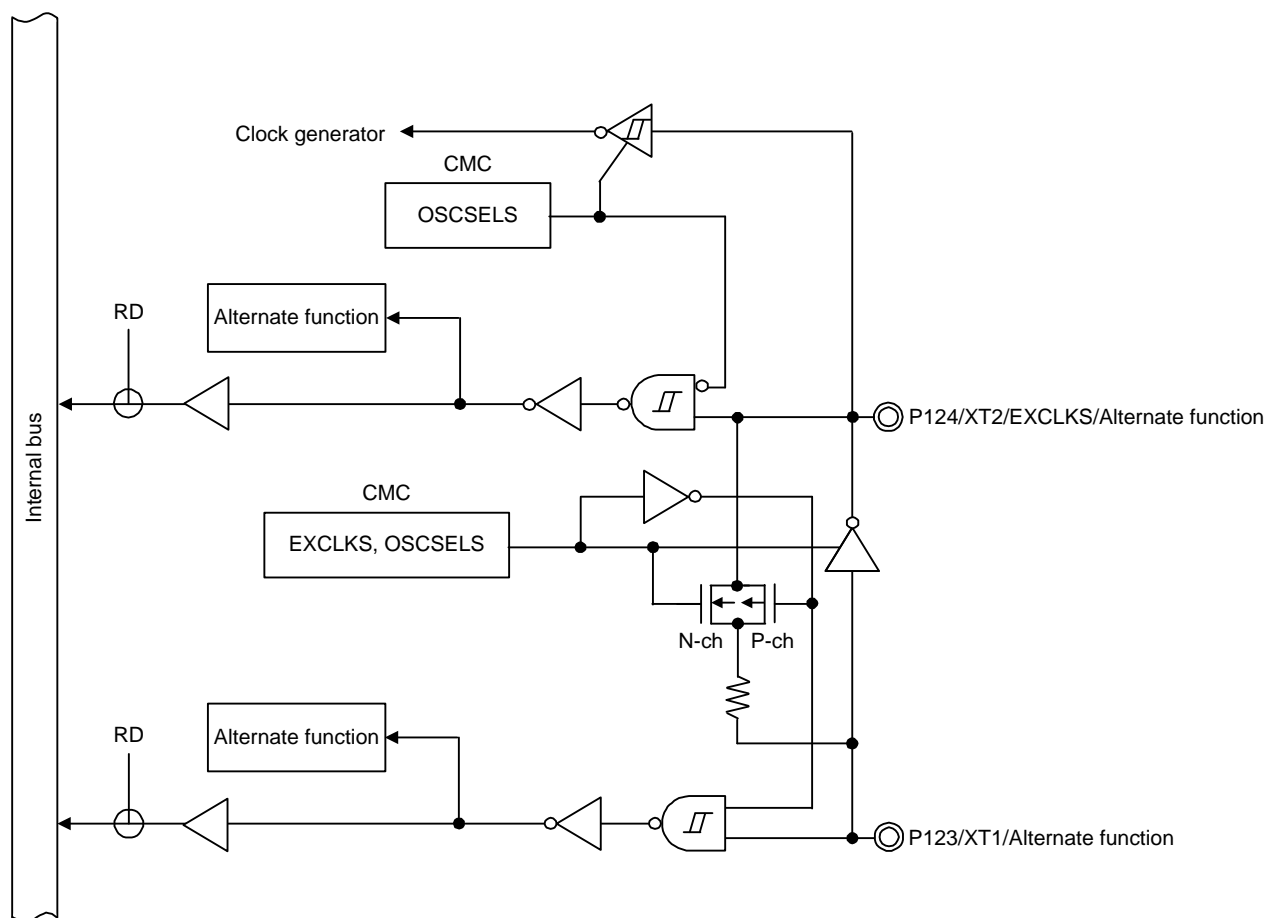 Clock generator
CMC
OSCSELS
RD
Alternate function
P124/XT2/EXCLKS/Alternate function
Internal bus
CMC
EXCLKS, OSCSELS
N-ch
P-ch
RD
Alternate function
P123/XT1/Alternate function